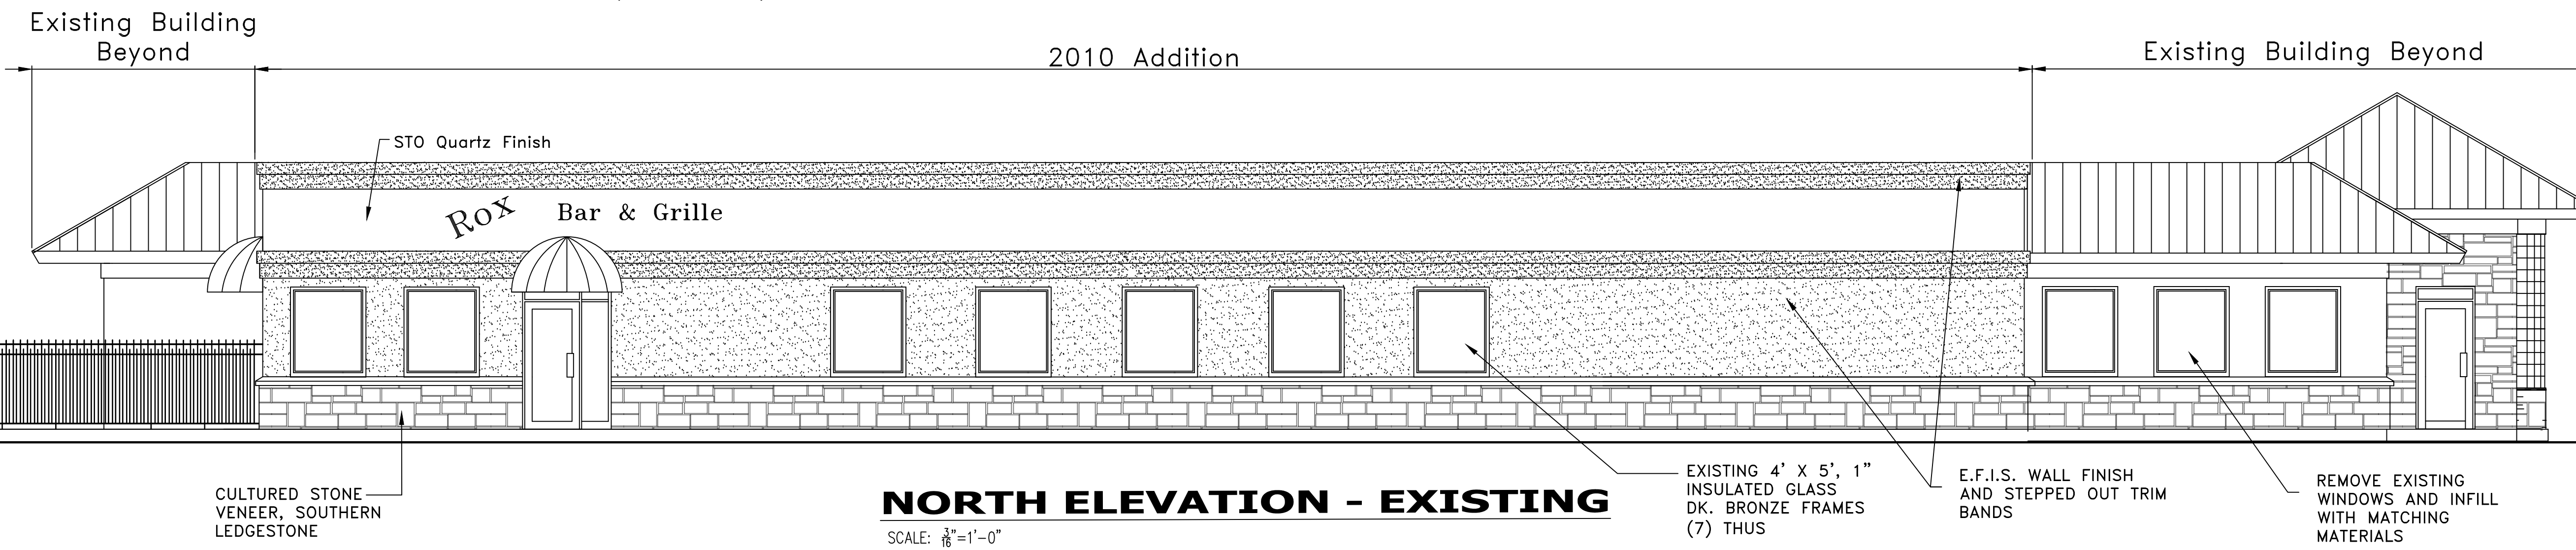 Existing Building
Beyond
2010 Addition
Existing Building Beyond
STO Quartz Finish
Rox Bar & Grille
CULTURED STONE
VENEER, SOUTHERN
LEDGESTONE
NORTH ELEVATION - EXISTING
SCALE: 3/16"=1'-0"
EXISTING 4' X 5', 1"
INSULATED GLASS
DK. BRONZE FRAMES
(7) THUS
E.F.I.S. WALL FINISH
AND STEPPED OUT TRIM
BANDS
REMOVE EXISTING
WINDOWS AND INFILL
WITH MATCHING
MATERIALS